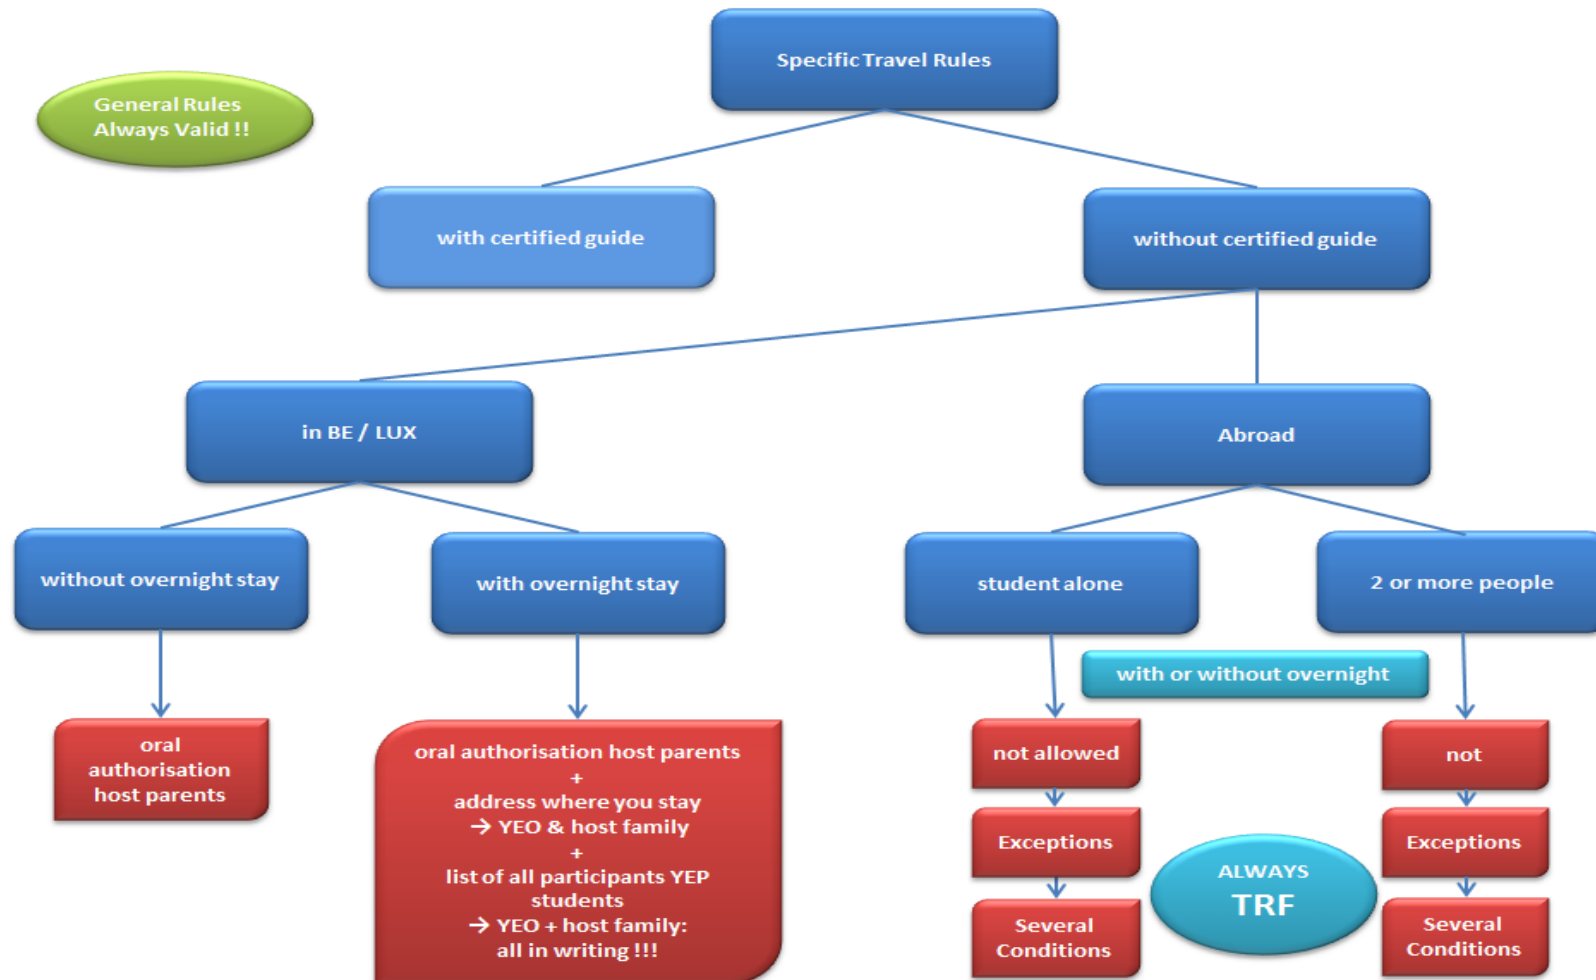 Specific Travel Rules
General Rules
Always Valid !!
with certified guide
without certified guide
in BE / LUX
Abroad
without overnight stay
with overnight stay
student alone
2 or more people
with or without overnight
oral
authorisation
host parents
oral authorisation host parents
+
address where you stay
→ YEO & host family
+
list of all participants YEP
students
→ YEO + host family:
all in writing !!!
not allowed
not
Exceptions
Exceptions
ALWAYS
TRF
Several
Conditions
Several
Conditions